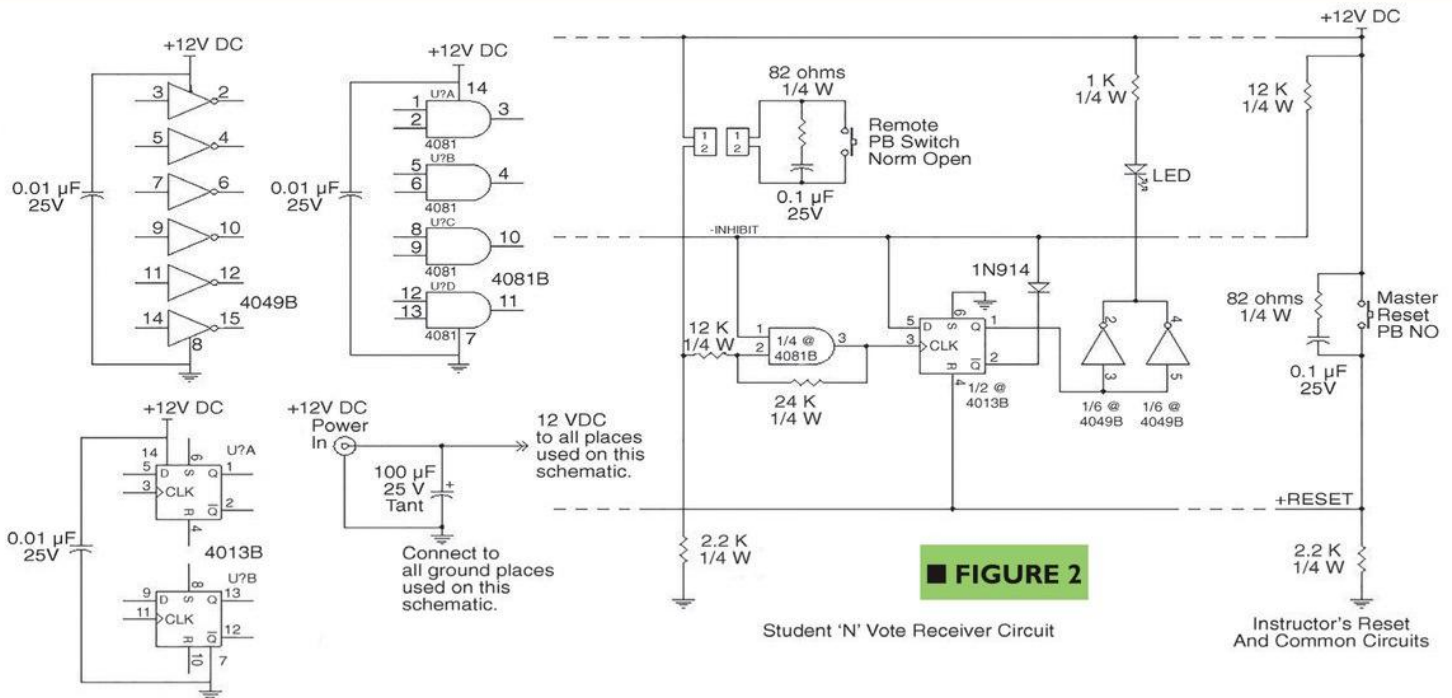 +12V DC
3
2
5
4
7
6
9
10
11
12
4049B
14
15
8
0.01 µF
25V
+12V DC
14
U?A
1
2
3
4081
U?B
5
6
4
4081
U?C
8
9
10
4081
4081B
U?D
12
13
11
4081
7
0.01 µF
25V
+12V DC
14
6
U?A
5
D
S
Q
1
3
CLK
2
R
Q
4
4013B
8
U?B
9
D
S
Q
13
11
CLK
12
R
Q
10
7
0.01 µF
25V
+12V DC
Power
In
100 µF
25 V
Tant
+
12 VDC
to all places
used on this
schematic.
Connect to
all ground places
used on this
schematic.
82 ohms
1/4 W
1
2
1
2
Remote
PB Switch
Norm Open
0.1 µF
25V
1 K
1/4 W
LED
+12V DC
12 K
1/4 W
-INHIBIT
1N914
12 K
1/4 W
1
2
1/4 @
4081B
3
24 K
1/4 W
5
D
S
6
Q
1
3
CLK
R
Q
2
4
1/2 @
4013B
2
4
3
5
1/6 @
4049B
1/6 @
4049B
82 ohms
1/4 W
Master
Reset
PB NO
0.1 µF
25V
+RESET
2.2 K
1/4 W
2.2 K
1/4 W
■ FIGURE 2
Student ‘N’ Vote Receiver Circuit
Instructor's Reset
And Common Circuits